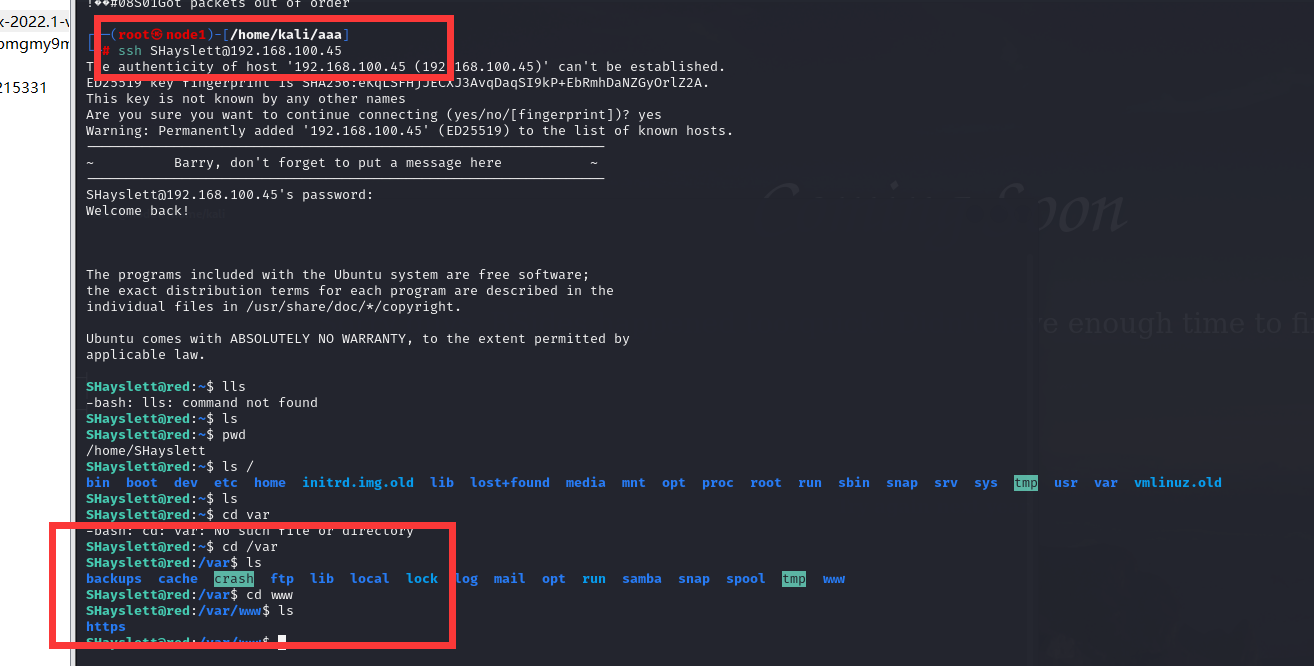 x-2022.1-v
omgmy9m
215331
!��#08S01Got packets out of order
(root㉿node1)-[/home/kali/aaa]
# ssh SHayslett@192.168.100.45
The authenticity of host '192.168.100.45 (192.168.100.45)' can't be established.
ED25519 key fingerprint is
This key is not known by any other names
Are you sure you want to continue connecting (yes/no/[fingerprint])? yes
Warning: Permanently added '192.168.100.45' (ED25519) to the list of known hosts.
~ Barry, don't forget to put a message here ~
SHayslett@192.168.100.45's password:
Welcome back!
Coming Soon
The programs included with the Ubuntu system are free software;
the exact distribution terms for each program are described in the
individual files in /usr/share/doc/*/copyright.
ve enough time to fi
Ubuntu comes with ABSOLUTELY NO WARRANTY, to the extent permitted by
applicable law.
SHayslett@red:~$ lls
-bash: lls: command not found
SHayslett@red:~$ ls
SHayslett@red:~$ pwd
/home/SHayslett
SHayslett@red:~$ ls /
bin boot dev etc home initrd.img.old lib lost+found media mnt opt proc root run sbin snap srv sys tmp usr var vmlinuz.old
SHayslett@red:~$ ls
SHayslett@red:~$ cd var
-bash: cd: var: No such file or directory
SHayslett@red:~$ cd /var
SHayslett@red:/var$ ls
backups cache crash ftp lib local lock log mail opt run samba snap spool tmp www
SHayslett@red:/var$ cd www
SHayslett@red:/var/www$ ls
https
SHayslett@red:/var/www$